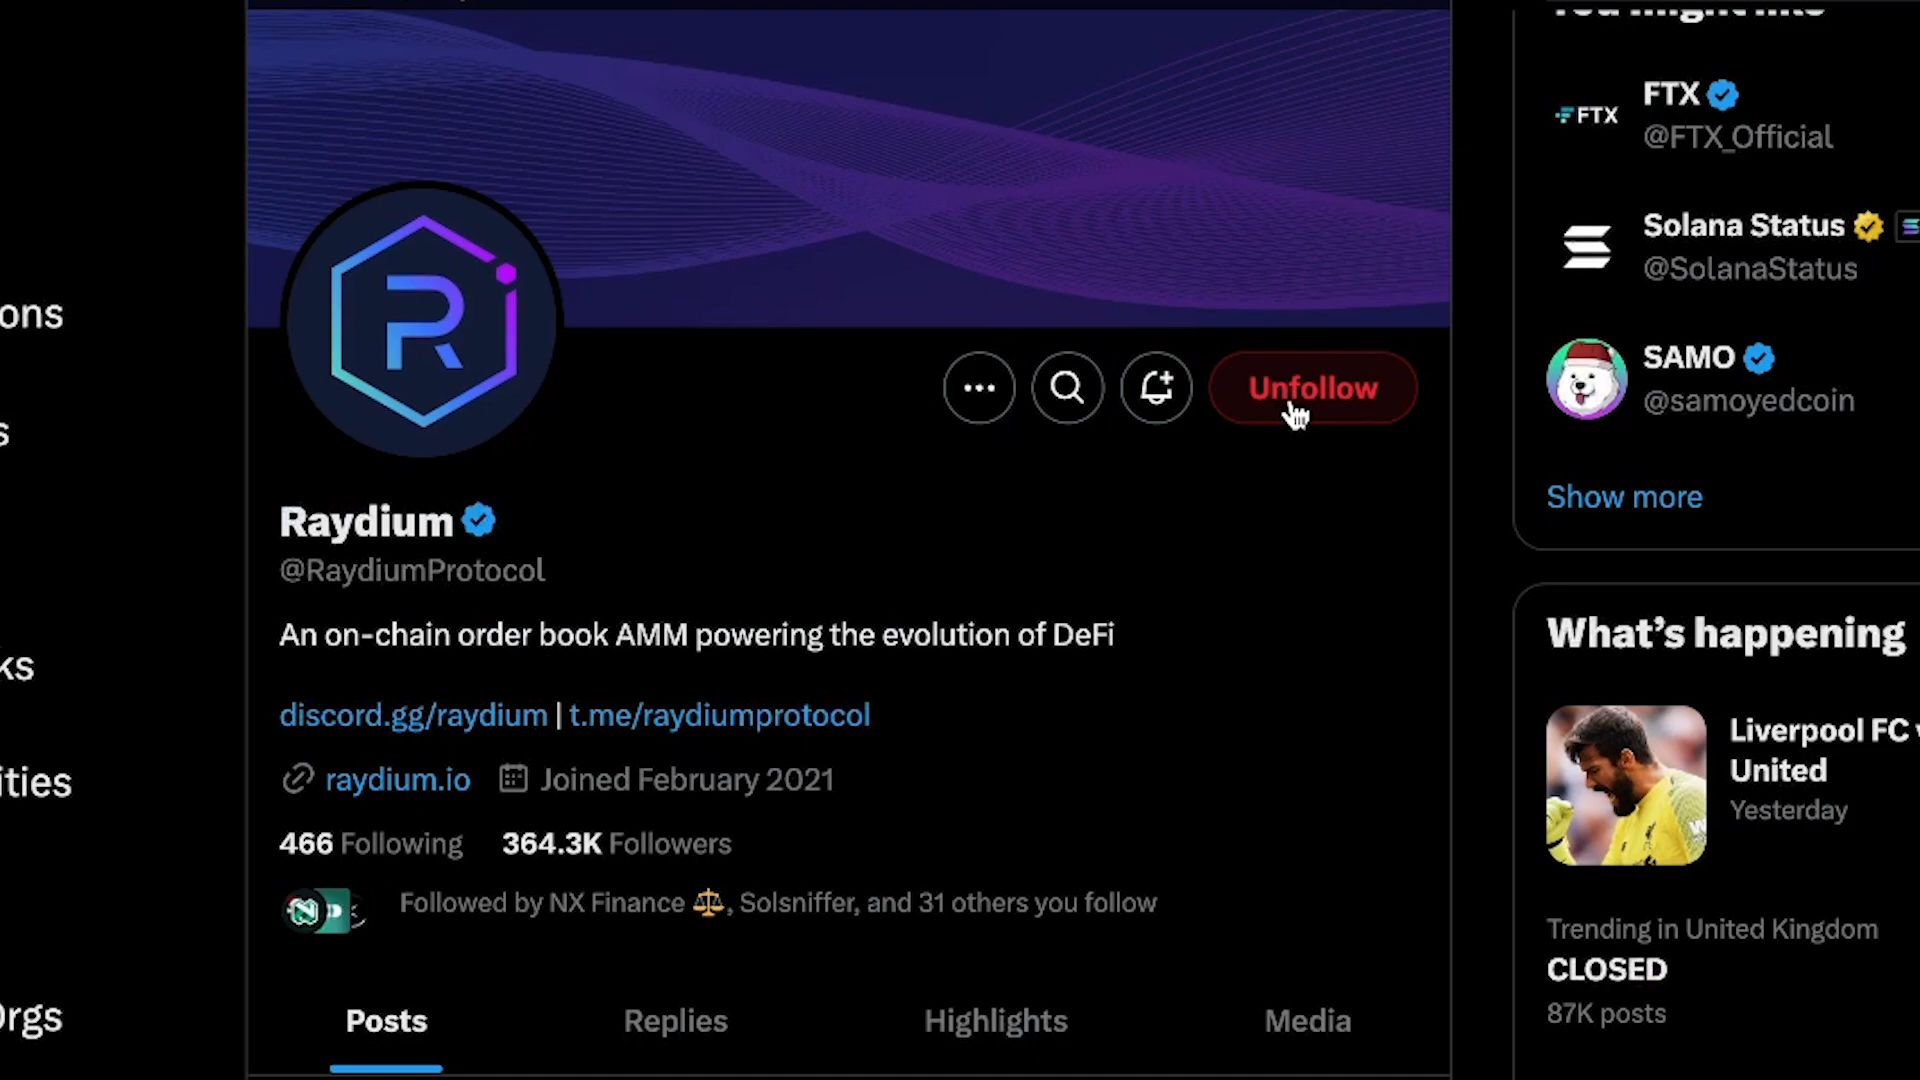 ons
s
ks
ities
Orgs
Unfollow
Raydium
@RaydiumProtocol
An on-chain order book AMM powering the evolution of DeFi
discord.gg/raydium | t.me/raydiumprotocol
raydium.io Joined February 2021
466 Following 364.3K Followers
Followed by NX Finance ⚖️, Solsniffer, and 31 others you follow
Posts Replies Highlights Media
You might like
FTX
FTX
@FTX_Official
Solana Status
@SolanaStatus
SAMO
@samoyedcoin
Show more
What’s happening
Liverpool FC v
United
Yesterday
Trending in United Kingdom
CLOSED
87K posts